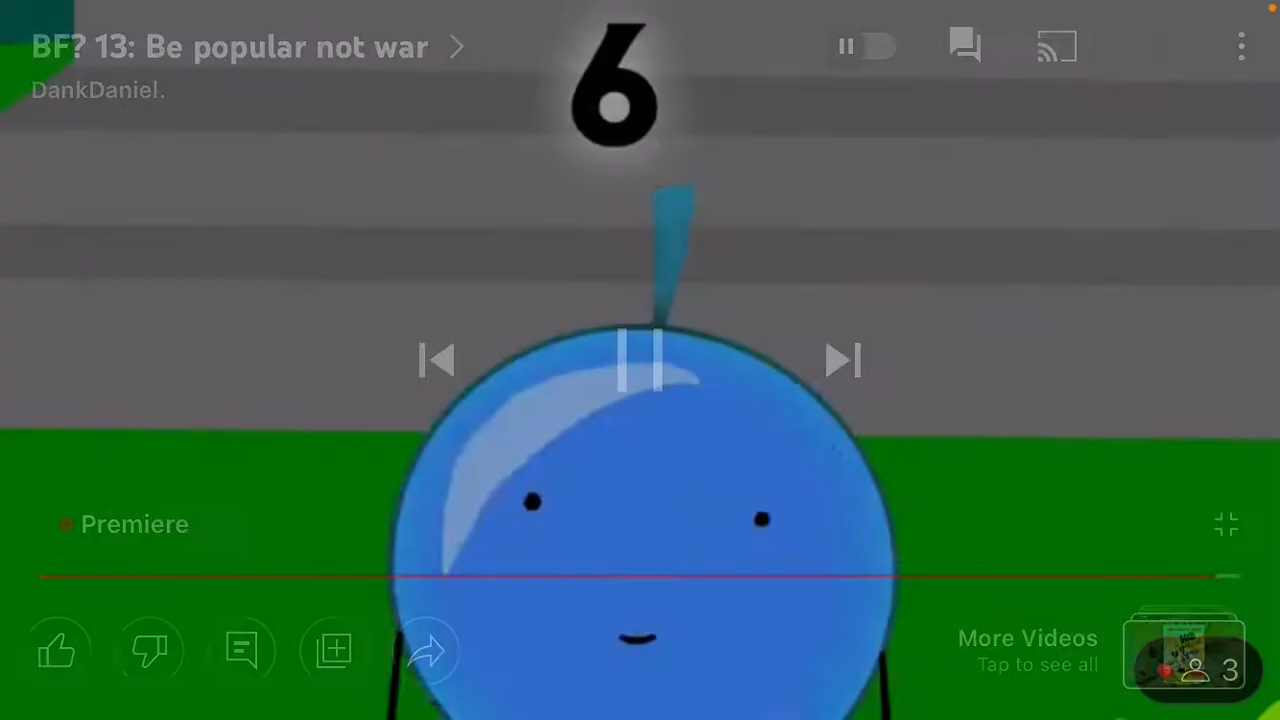 BF? 13: Be popular not war
DankDaniel.
6
Premiere
More Videos
Tap to see all
3